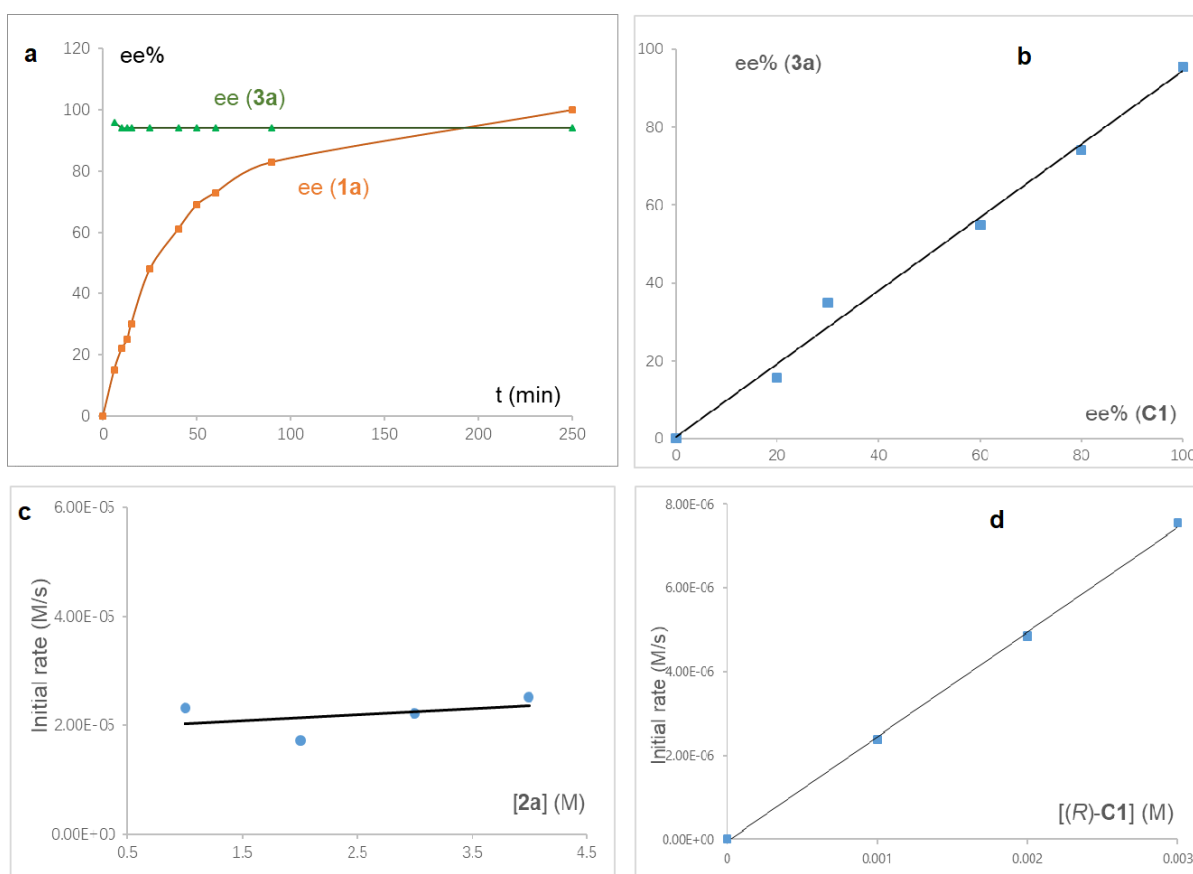 a
ee%
120
100
80
60
40
20
0
ee (3a)
ee (1a)
t (min)
0 50 100 150 200 250
b
ee% (3a)
100
80
60
40
20
0
ee% (C1)
0 20 40 60 80 100
c
Initial rate (M/s)
6.00E-05
4.00E-05
2.00E-05
0.00E+00
[2a] (M)
0.5 1.5 2.5 3.5 4.5
d
Initial rate (M/s)
8.00E-06
6.00E-06
4.00E-06
2.00E-06
0.00E+00
[(R)-C1] (M)
0 0.001 0.002 0.003